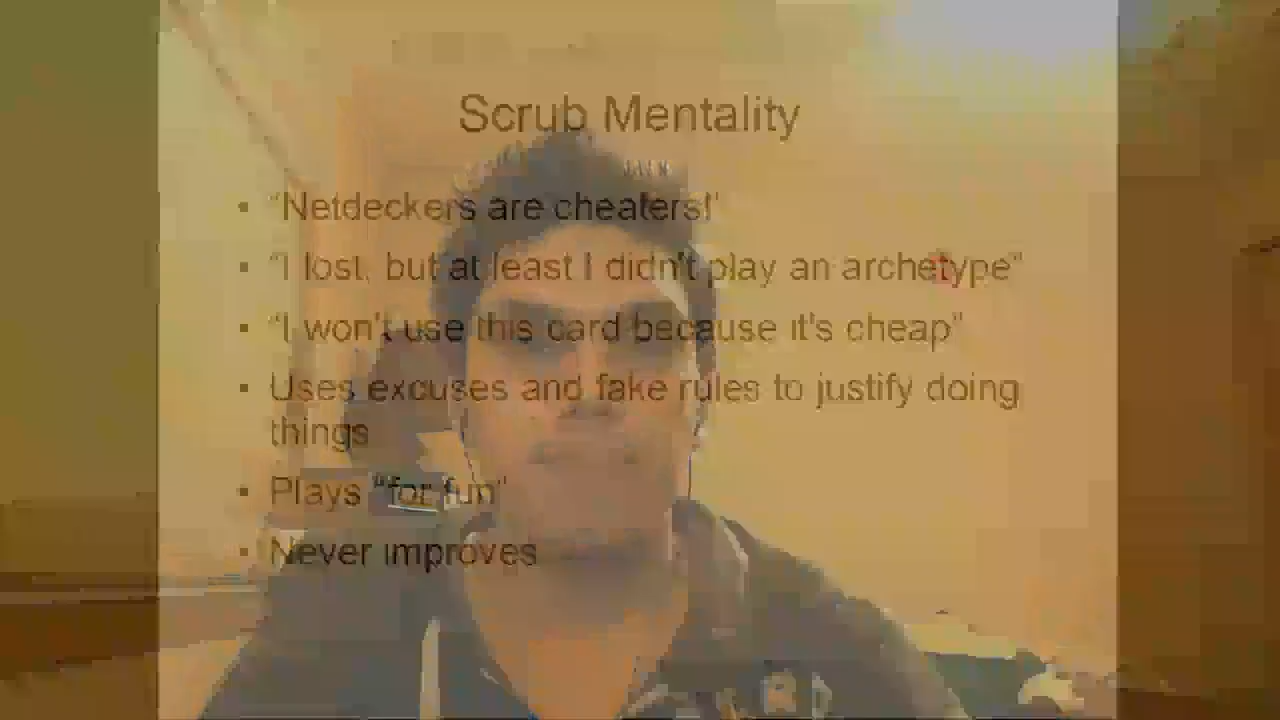 Scrub Mentality
• "Netdeckers are cheaters!"
• "I lost, but at least I didn't play an archetype"
• "I won't use this card because it's cheap"
• Uses excuses and fake rules to justify doing
things
• Plays "for fun"
• Never improves